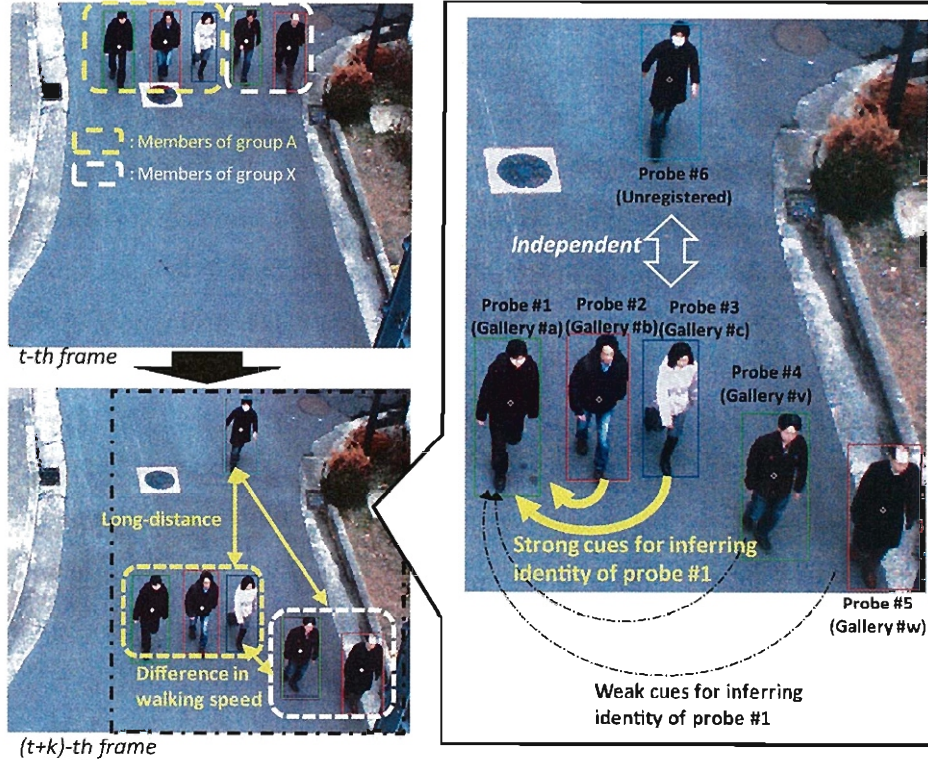 : Members of group A
: Members of group X
t-th frame
Long-distance
Difference in
walking speed
(t+k)-th frame
Probe #6
(Unregistered)
Independent
Probe #1
(Gallery #a)
Probe #2
(Gallery #b)
Probe #3
(Gallery #c)
Probe #4
(Gallery #v)
Strong cues for inferring
identity of probe #1
Probe #5
(Gallery #w)
Weak cues for inferring
identity of probe #1